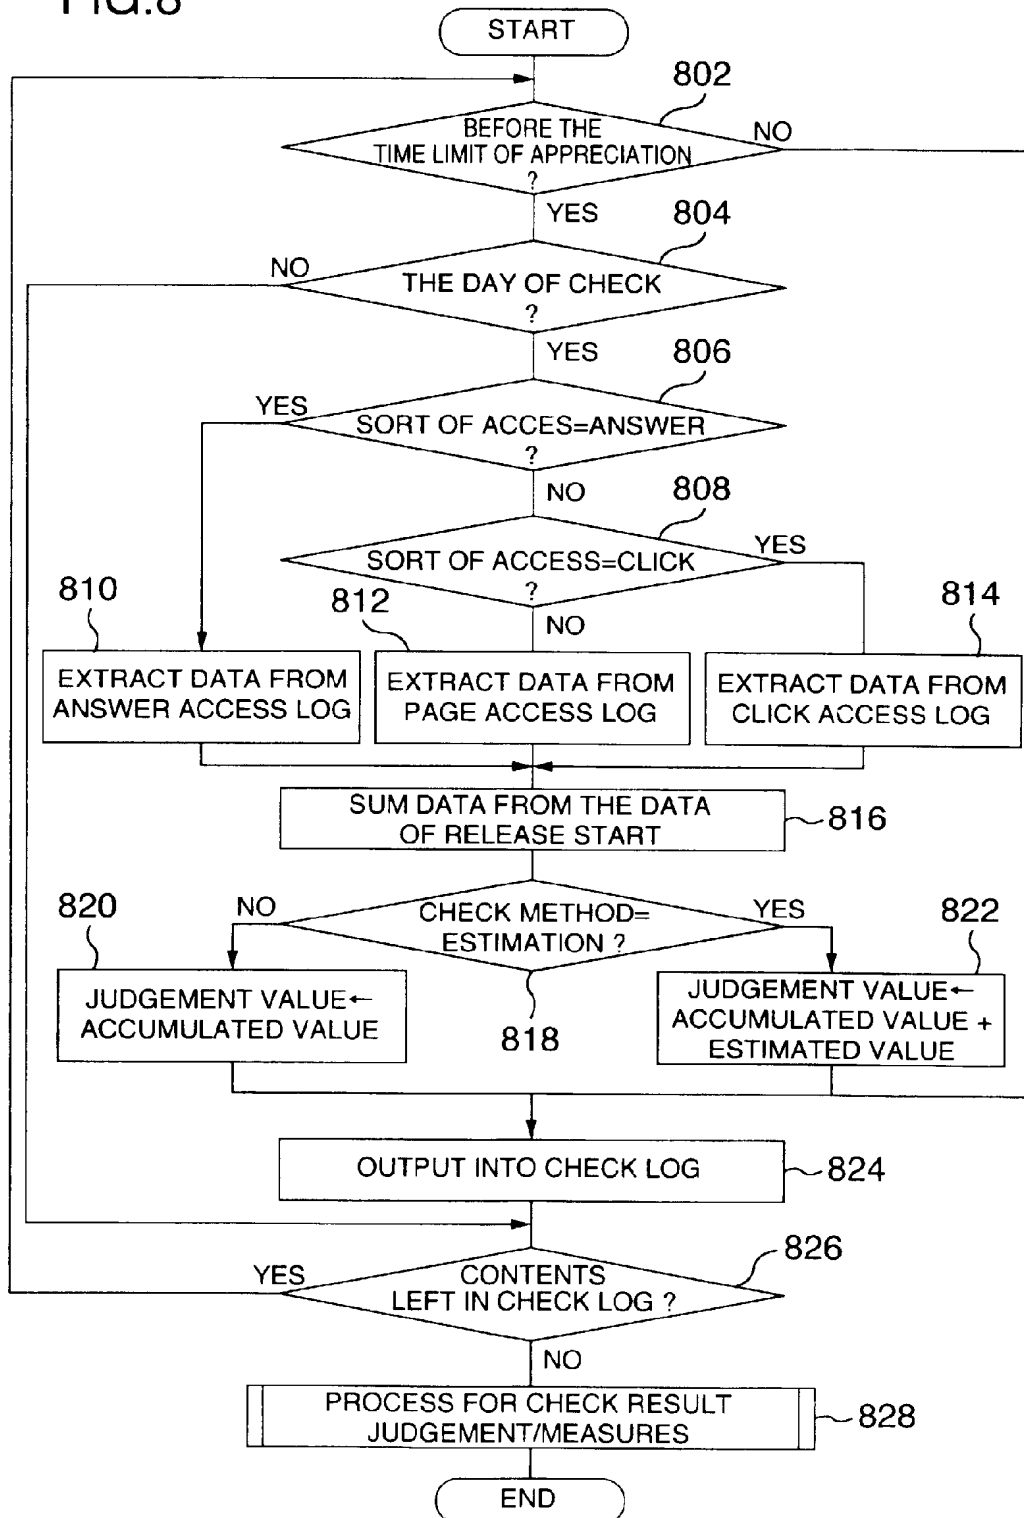 FIG.8
START
802
BEFORE THE
TIME LIMIT OF APPRECIATION
?
NO
YES
804
NO
THE DAY OF CHECK
?
YES
806
YES
SORT OF ACCES=ANSWER
?
NO
808
SORT OF ACCESS=CLICK
?
YES
NO
810
812
814
EXTRACT DATA FROM
ANSWER ACCESS LOG
EXTRACT DATA FROM
PAGE ACCESS LOG
EXTRACT DATA FROM
CLICK ACCESS LOG
SUM DATA FROM THE DATA
OF RELEASE START
816
820
NO
CHECK METHOD=
ESTIMATION ?
YES
822
818
JUDGEMENT VALUE←
ACCUMULATED VALUE
JUDGEMENT VALUE←
ACCUMULATED VALUE +
ESTIMATED VALUE
OUTPUT INTO CHECK LOG
824
826
YES
CONTENTS
LEFT IN CHECK LOG ?
NO
PROCESS FOR CHECK RESULT
JUDGEMENT/MEASURES
828
END